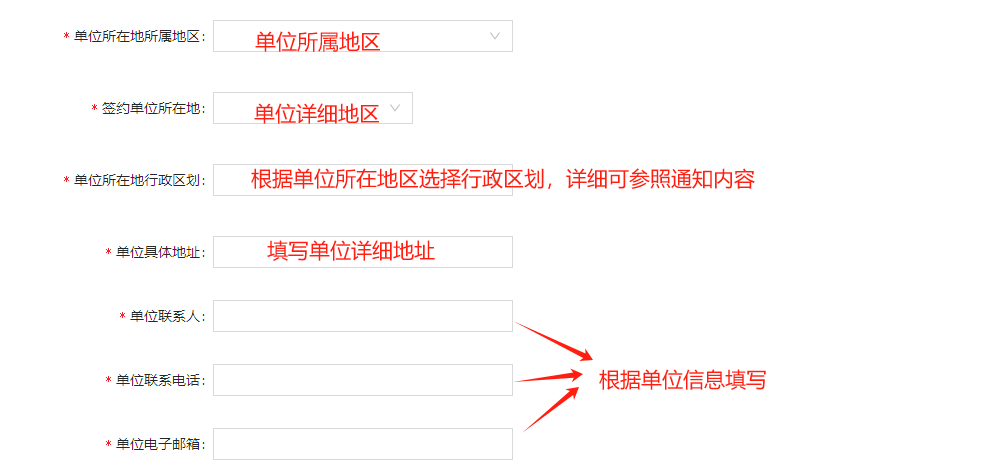 * 单位所在地所属地区: 单位所属地区
* 签约单位所在地: 单位详细地区
* 单位所在地行政区划: 根据单位所在地区选择行政区划，详细可参照通知内容
* 单位具体地址: 填写单位详细地址
* 单位联系人:
* 单位联系电话: 根据单位信息填写
* 单位电子邮箱: